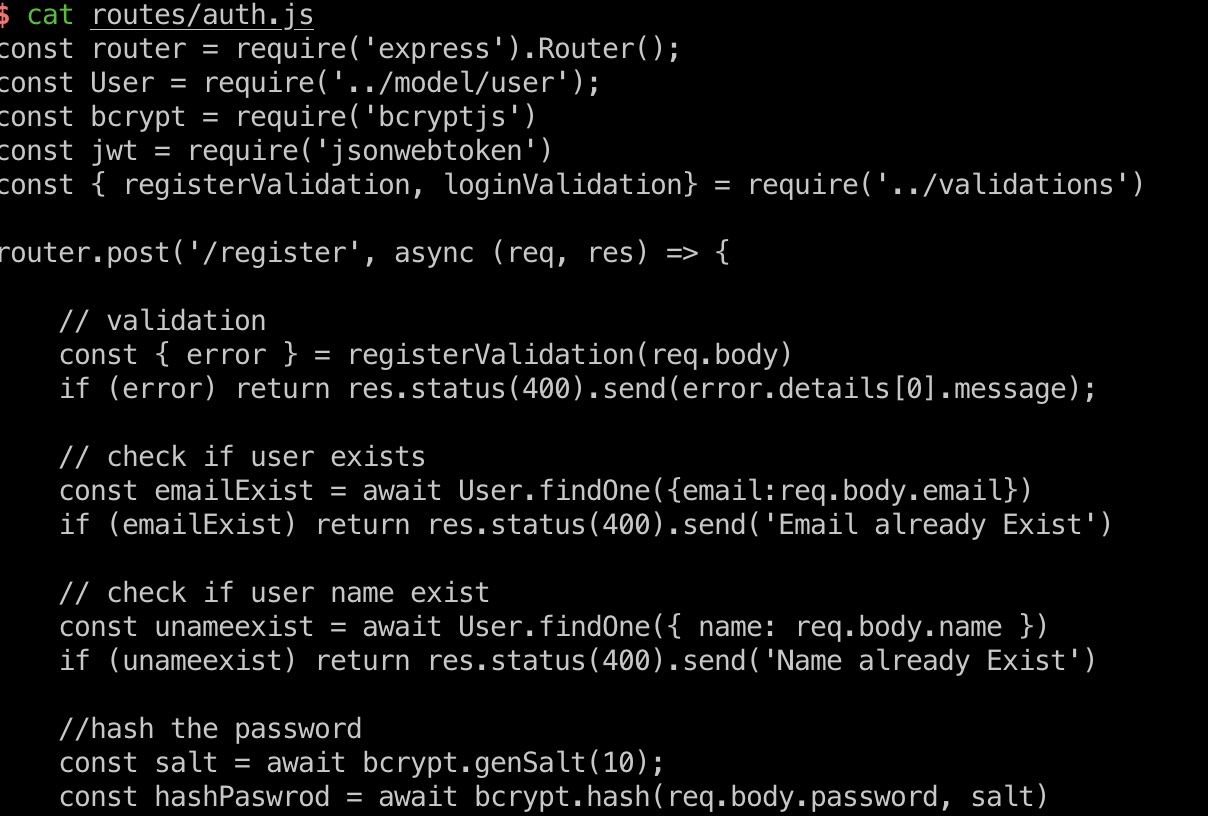 $ cat routes/auth.js
const router = require('express').Router();
const User = require('../model/user');
const bcrypt = require('bcryptjs')
const jwt = require('jsonwebtoken')
const { registerValidation, loginValidation} = require('../validations')

router.post('/register', async (req, res) => {

    // validation
    const { error } = registerValidation(req.body)
    if (error) return res.status(400).send(error.details[0].message);

    // check if user exists
    const emailExist = await User.findOne({email:req.body.email})
    if (emailExist) return res.status(400).send('Email already Exist')

    // check if user name exist
    const unameexist = await User.findOne({ name: req.body.name })
    if (unameexist) return res.status(400).send('Name already Exist')

    //hash the password
    const salt = await bcrypt.genSalt(10);
    const hashPaswrod = await bcrypt.hash(req.body.password, salt)